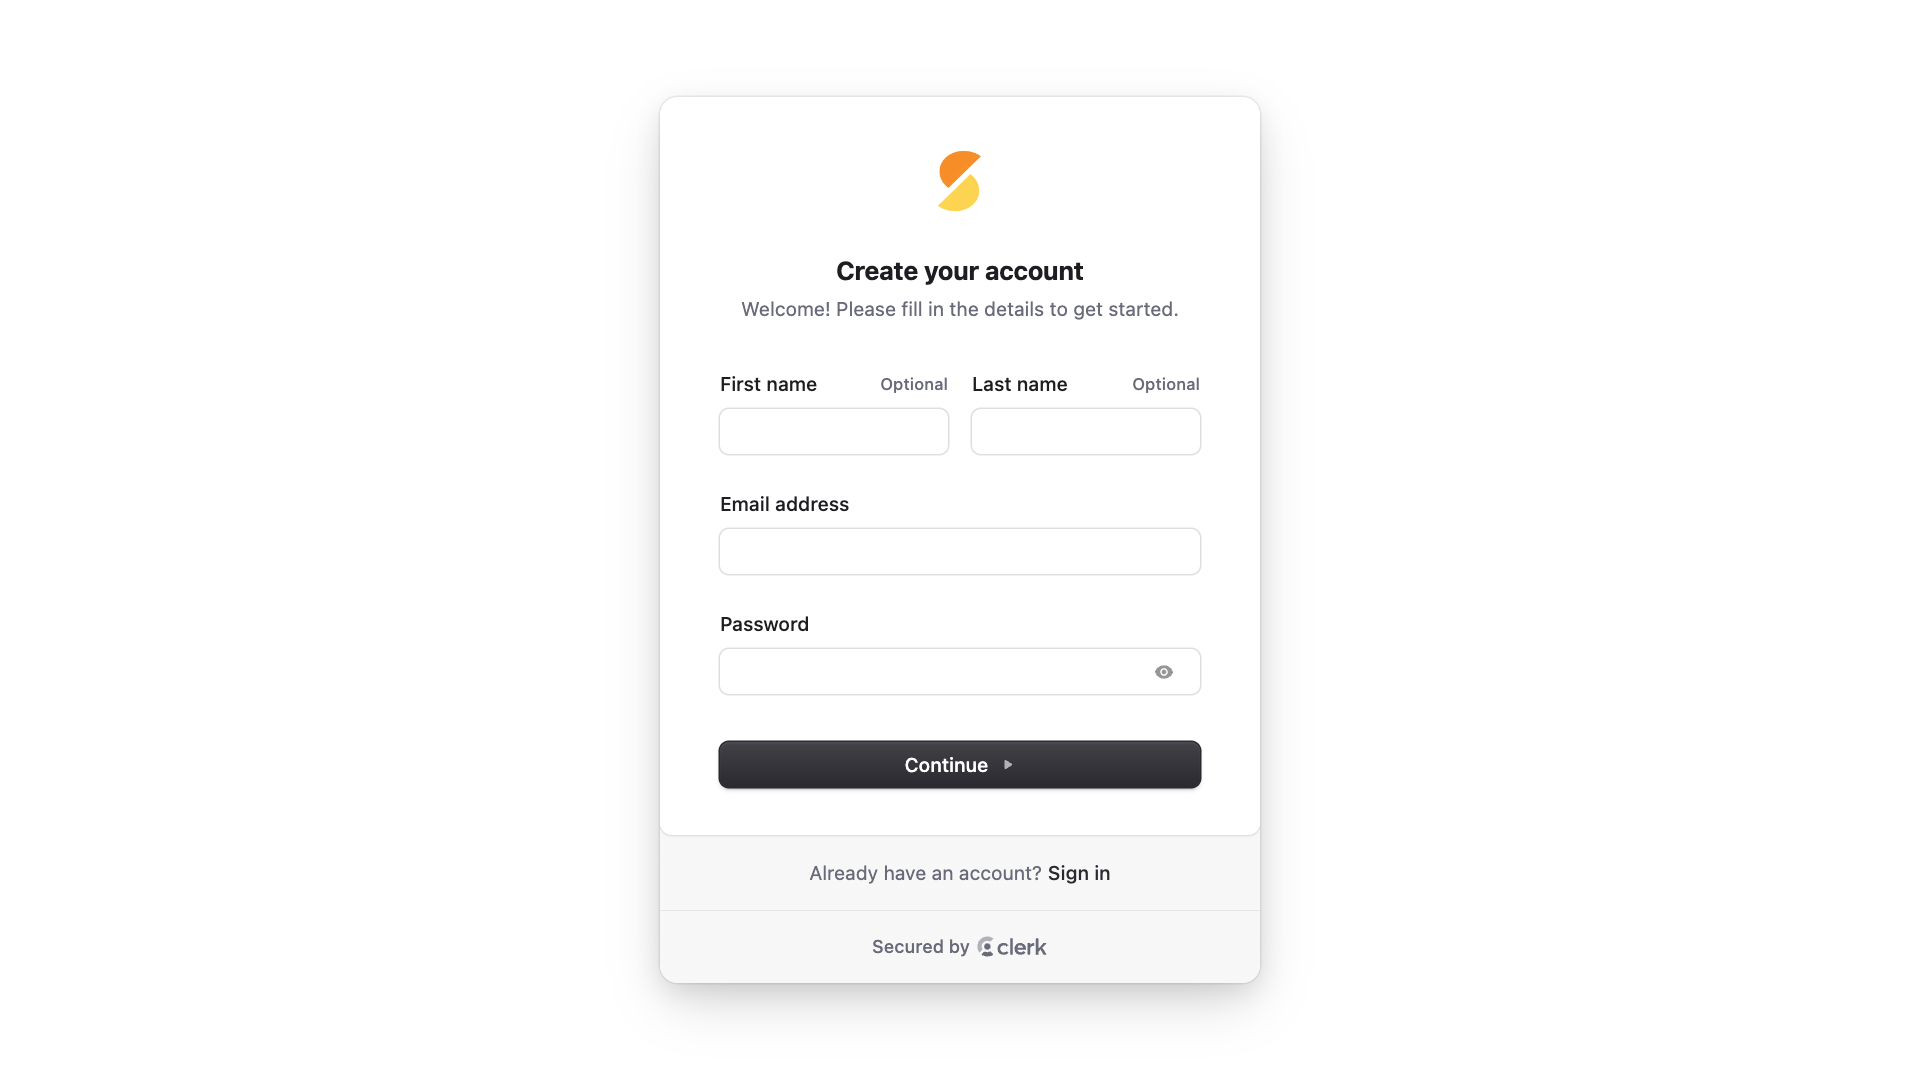 Create your account
Welcome! Please fill in the details to get started.
First name Optional Last name Optional
Email address
Password
Continue
Already have an account? Sign in
Secured by clerk